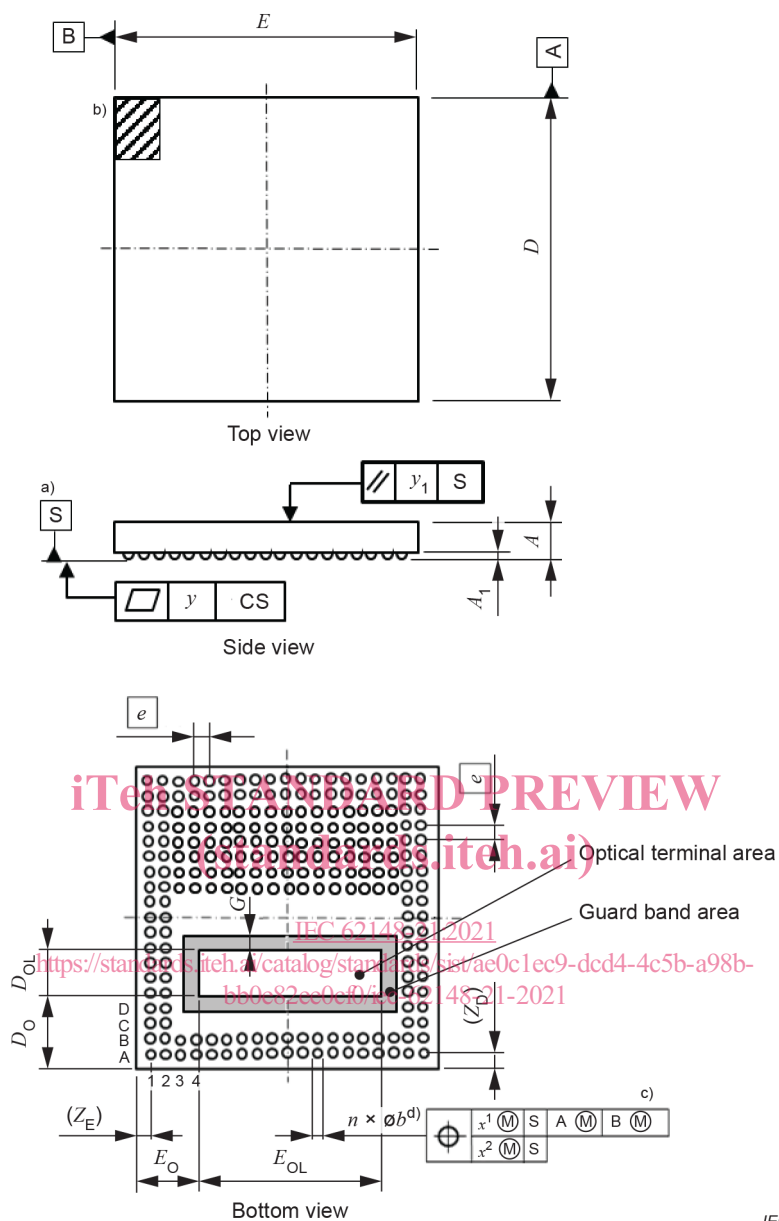 B
E
A
b)
D
Top view
// y1 S
a)
S
A
A1
y CS
Side view
e
e
iTeh STANDARD PREVIEW
(standards.iteh.ai)
Optical terminal area
G
Guard band area
IEC 62148-21:2021
https://standards.iteh.ai/catalog/standards/sist/ae0c1ec9-dcd4-4c5b-a98b-
bb0c82ce0cf0/iec-62148-21-2021
DOL
DO
(ZD)
D
C
B
A
1 2 3 4
c)
(ZE)
n × øb d)
x1 Ⓜ S A Ⓜ B Ⓜ
x2 Ⓜ S
EO
EOL
Bottom view